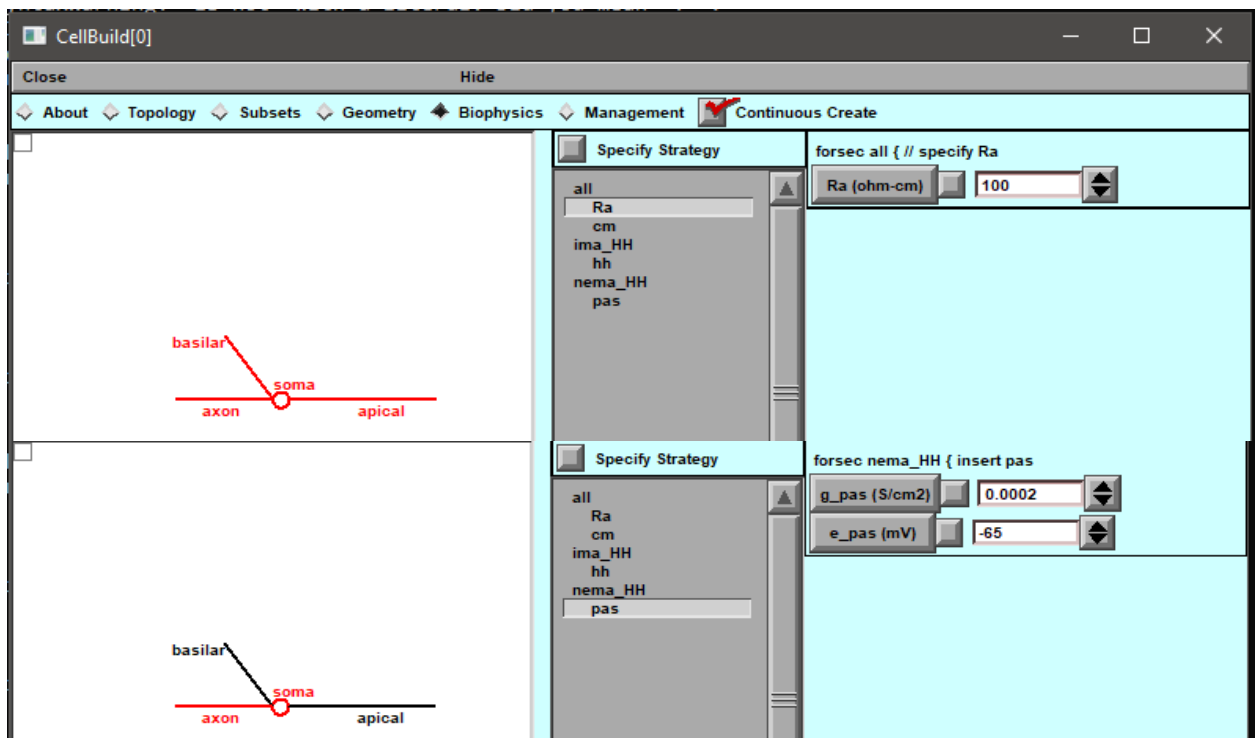 CellBuild[0]
Close Hide
About Topology Subsets Geometry Biophysics Management Continuous Create
Specify Strategy
forsec all { // specify Ra
Ra (ohm-cm) 100
all
Ra
cm
ima_HH
hh
nema_HH
pas
basilar
soma
axon apical
Specify Strategy
forsec nema_HH { insert pas
g_pas (S/cm2) 0.0002
e_pas (mV) -65
all
Ra
cm
ima_HH
hh
nema_HH
pas
basilar
soma
axon apical